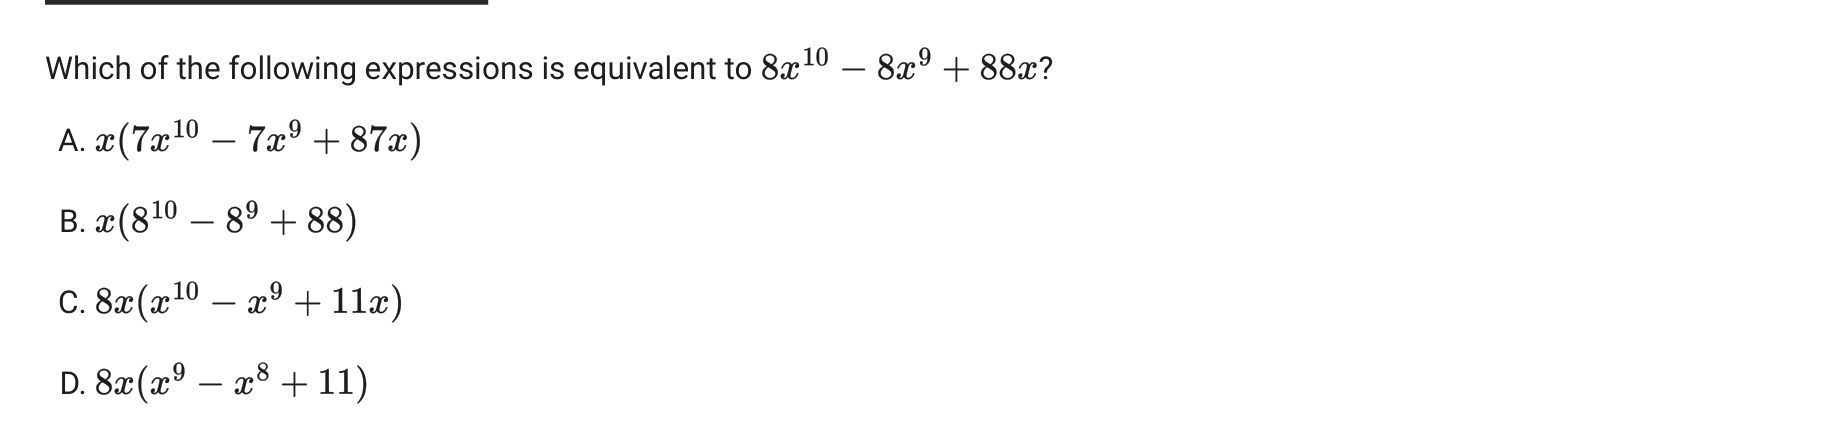 Which of the following expressions is equivalent to $8x^{10} - 8x^9 + 88x$?
A. $x(7x^{10} - 7x^9 + 87x)$
B. $x(8^{10} - 8^9 + 88)$
C. $8x(x^{10} - x^9 + 11x)$
D. $8x(x^9 - x^8 + 11)$